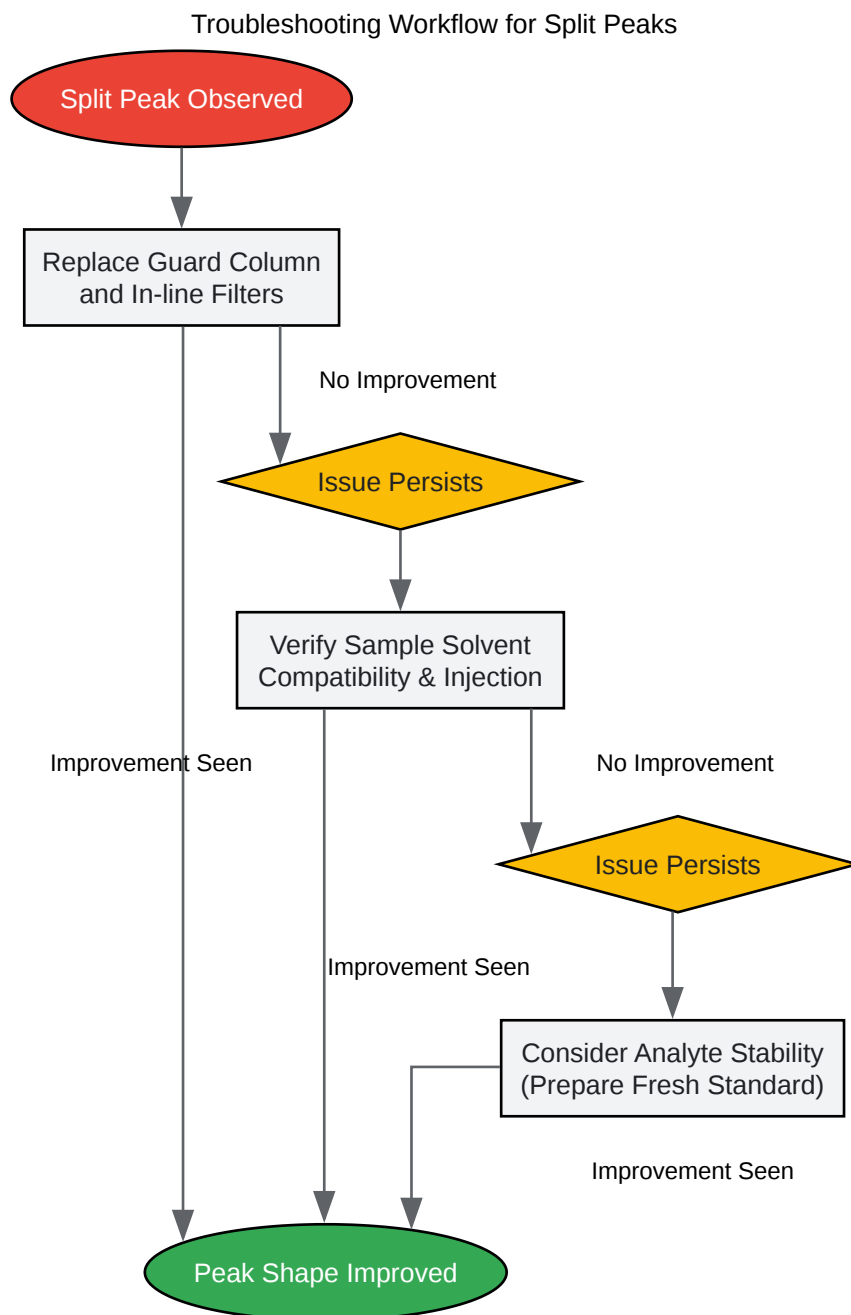 Troubleshooting Workflow for Split Peaks
Split Peak Observed
Replace Guard Column
and In-line Filters
No Improvement
Issue Persists
Verify Sample Solvent
Compatibility & Injection
Improvement Seen
No Improvement
Issue Persists
Improvement Seen
Consider Analyte Stability
(Prepare Fresh Standard)
Improvement Seen
Peak Shape Improved